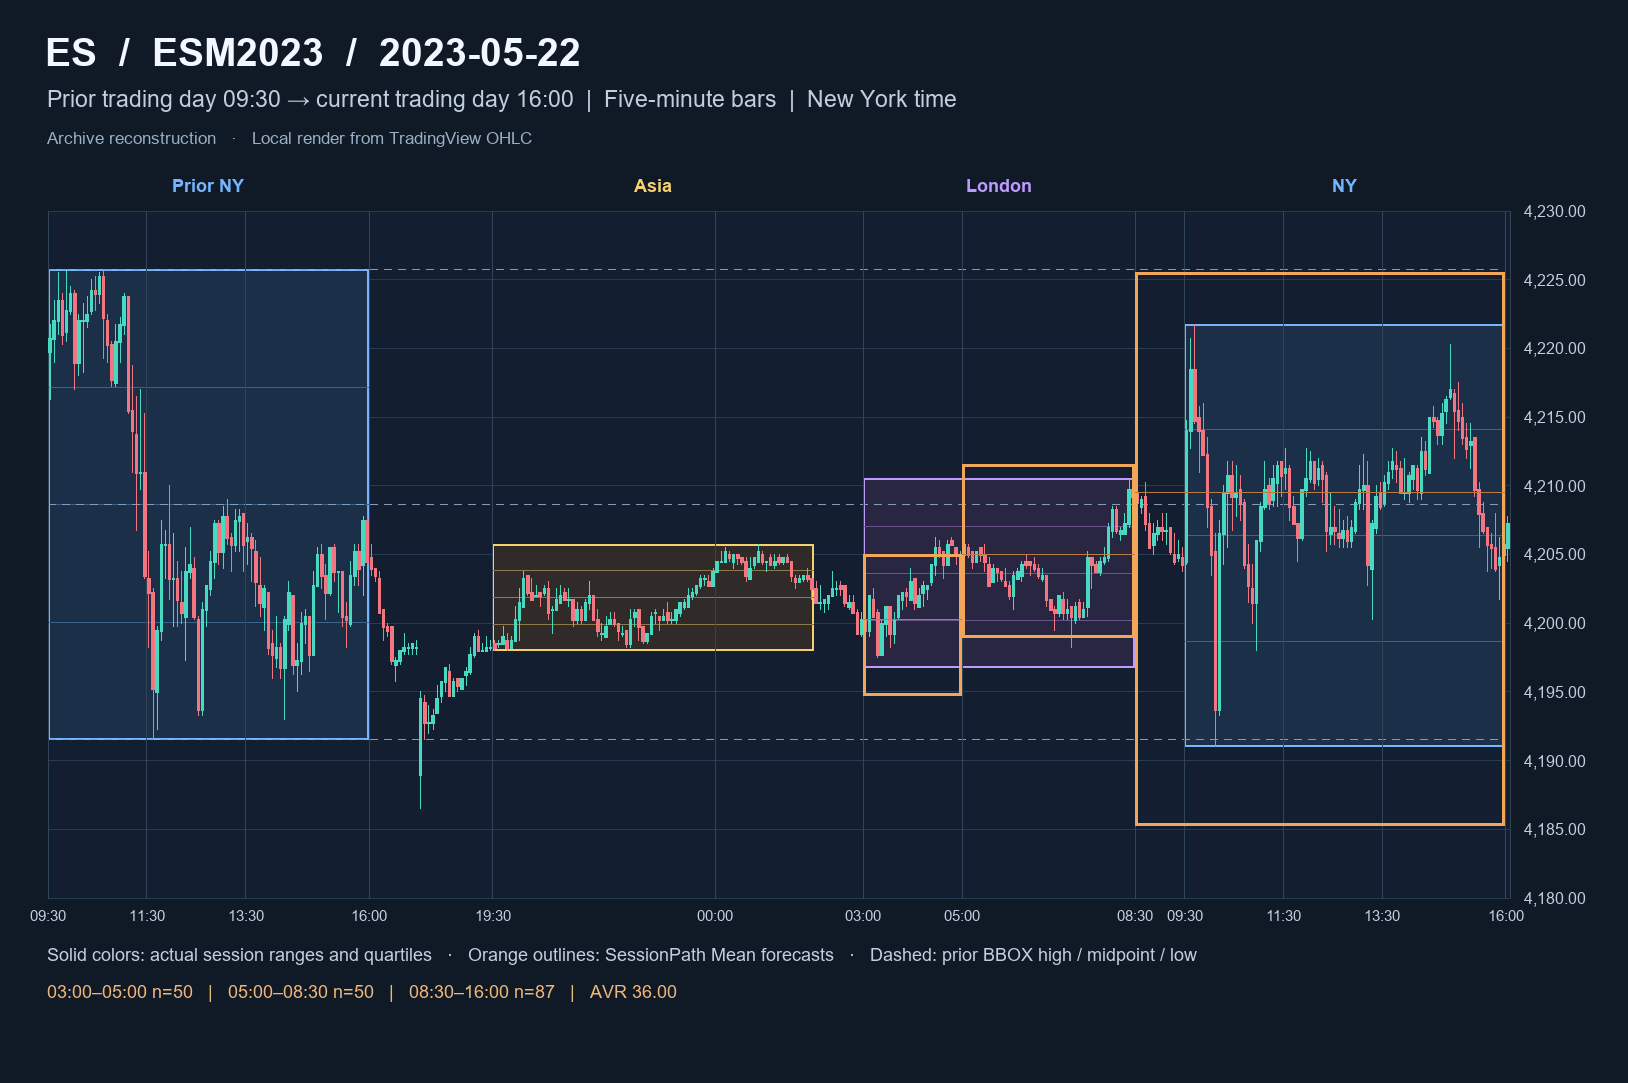 ES / ESM2023 / 2023-05-22
Prior trading day 09:30 → current trading day 16:00 | Five-minute bars | New York time
Archive reconstruction · Local render from TradingView OHLC
Prior NY Asia London NY
4,230.00
4,225.00
4,220.00
4,215.00
4,210.00
4,205.00
4,200.00
4,195.00
4,190.00
4,185.00
4,180.00
09:30 11:30 13:30 16:00 19:30 00:00 03:00 05:00 08:30 09:30 11:30 13:30 16:00
Solid colors: actual session ranges and quartiles · Orange outlines: SessionPath Mean forecasts · Dashed: prior BBOX high / midpoint / low
03:00–05:00 n=50 | 05:00–08:30 n=50 | 08:30–16:00 n=87 | AVR 36.00